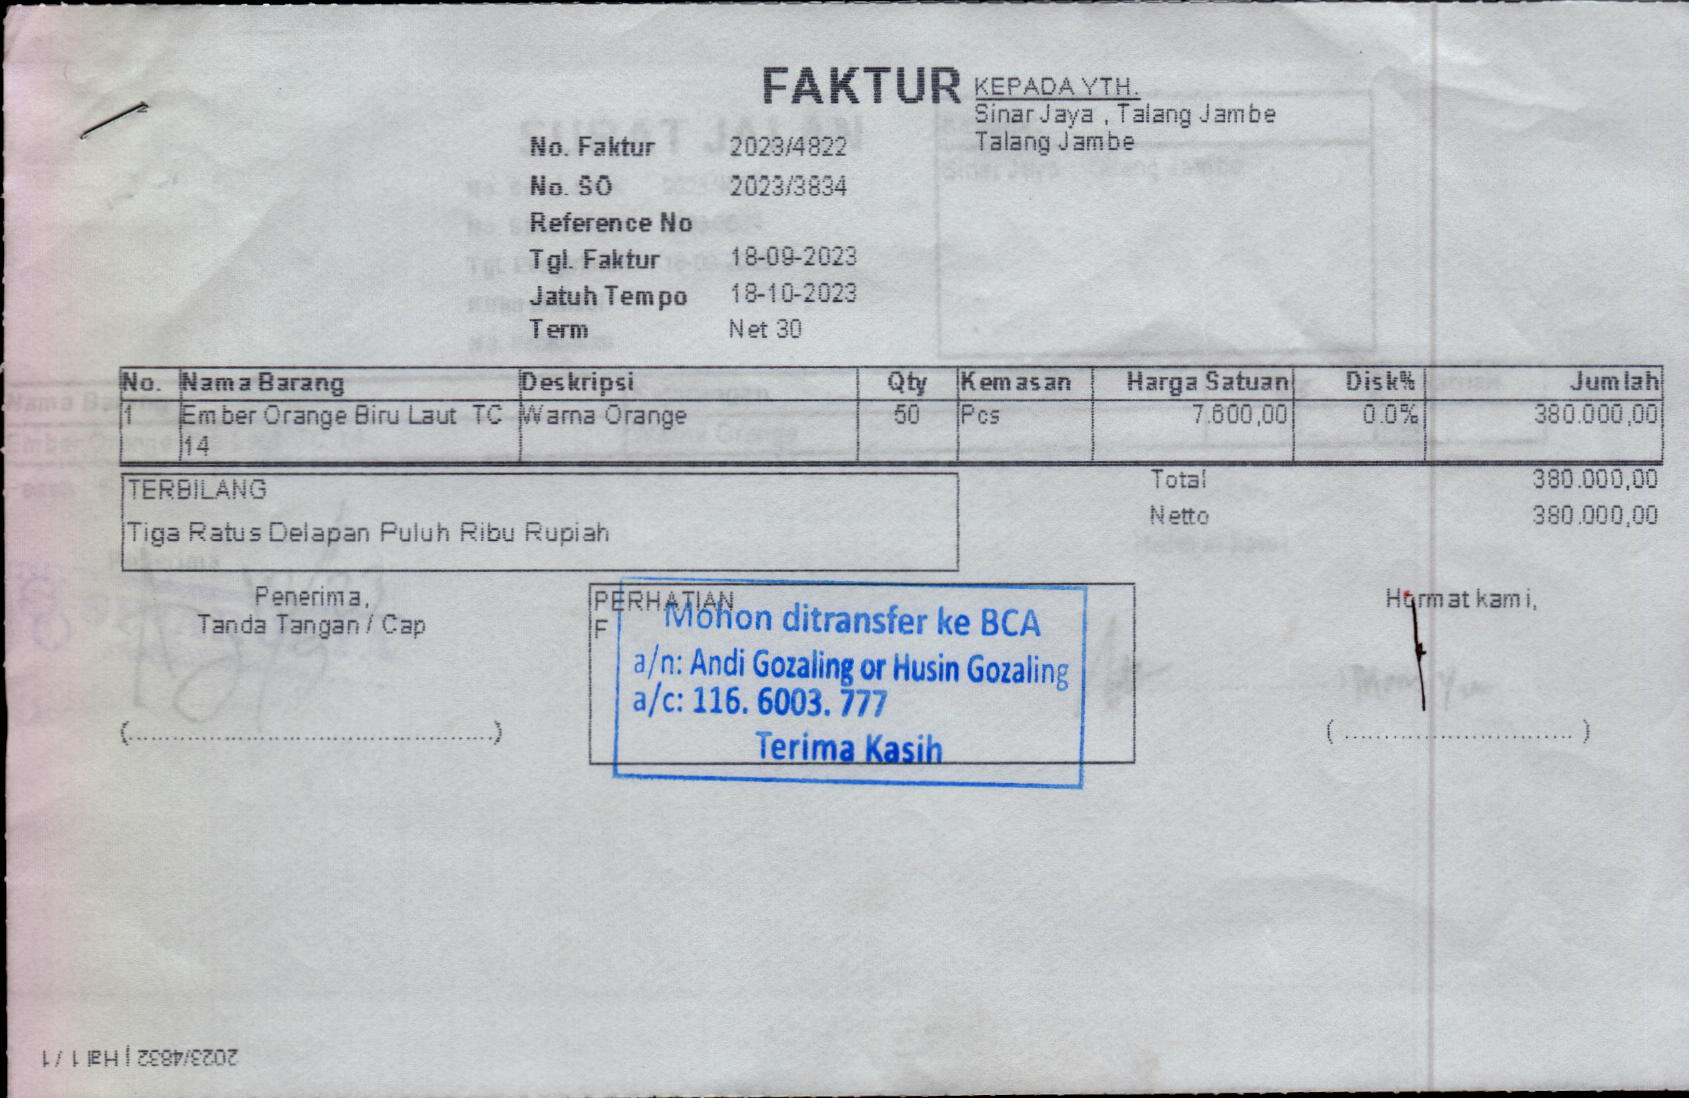 FAKTUR
KEPADA YTH.
Sinar Jaya , Talang Jambe
Talang Jambe
No. Faktur 2023/4822
No. SO 2023/3834
Reference No
Tgl. Faktur 18-09-2023
Jatuh Tempo 18-10-2023
Term Net 30
No. Nama Barang Deskripsi Qty Kemasan Harga Satuan Disk% Jumlah
1 Ember Orange Biru Laut TC Warna Orange 50 Pcs 7.600,00 0.0% 380.000,00
14
Total 380.000,00
Netto 380.000,00
TERBILANG
Tiga Ratus Delapan Puluh Ribu Rupiah
Penerima,
Tanda Tangan / Cap
(..........................................)
PERHATIAN
F
Mohon ditransfer ke BCA
a/n: Andi Gozaling or Husin Gozaling
a/c: 116. 6003. 777
Terima Kasih
Hormat kami,
( ............................ )
2023/4832 | Hal 1 / 1